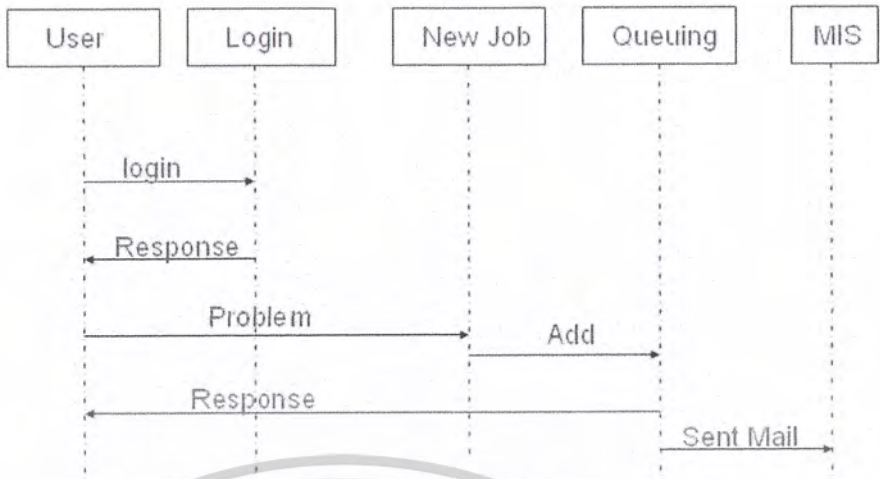 User
Login
New Job
Queuing
MIS
login
Response
Problem
Add
Response
Sent Mail